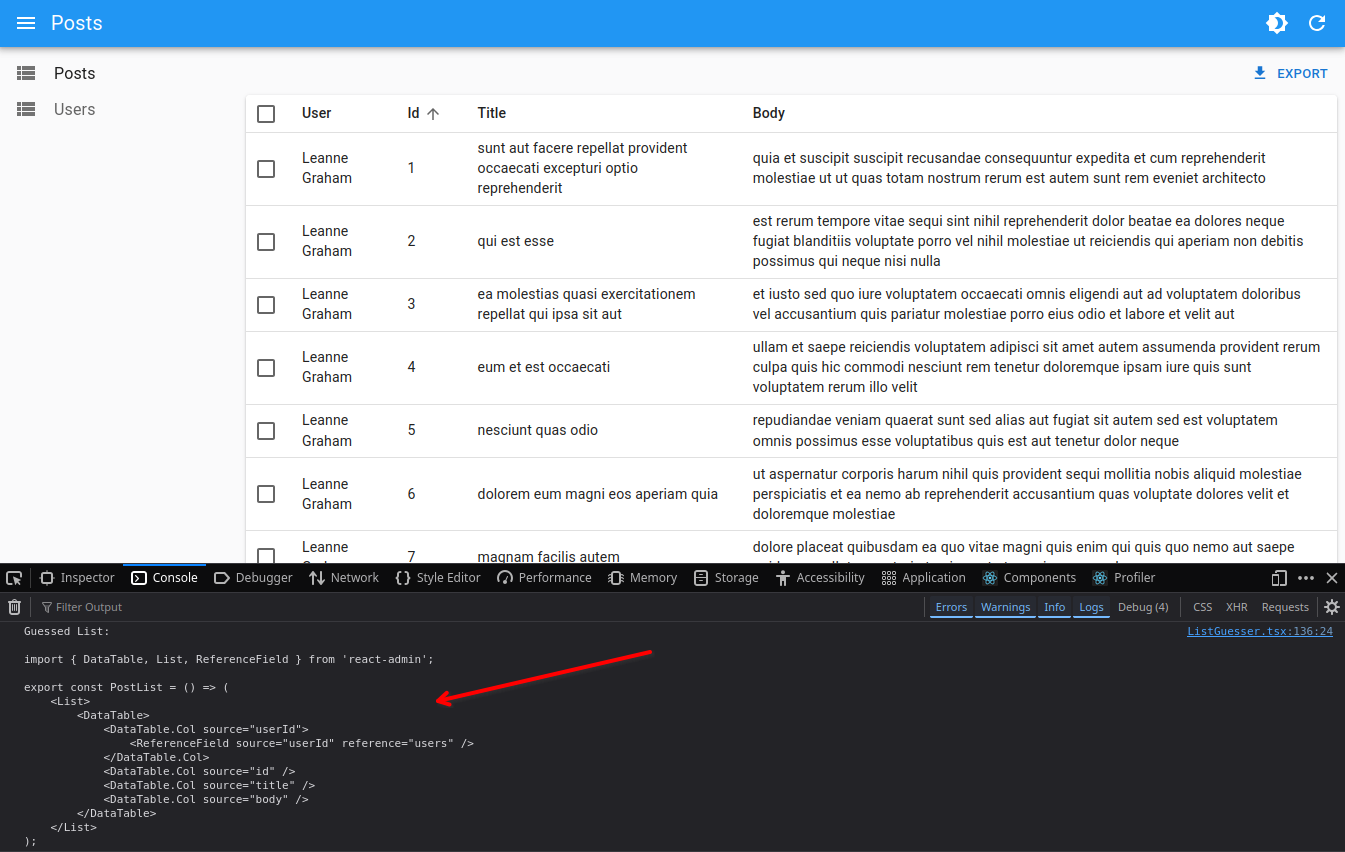 Posts
Posts
EXPORT
Users
User Id Title Body
Leanne Graham
1
sunt aut facere repellat provident
occaecati excepturi optio
reprehenderit
quia et suscipit suscipit recusandae consequuntur expedita et cum reprehenderit
molestiae ut ut quas totam nostrum rerum est autem sunt rem eveniet architecto
Leanne
Graham
2
qui est esse
est rerum tempore vitae sequi sint nihil reprehenderit dolor beatae ea dolores neque
fugiat blanditiis voluptate porro vel nihil molestiae ut reiciendis qui aperiam non debitis
possimus qui neque nisi nulla
Leanne
Graham
3
ea molestias quasi exercitationem
repellat qui ipsa sit aut
et iusto sed quo iure voluptatem occaecati omnis eligendi aut ad voluptatem doloribus
vel accusantium quis pariatur molestiae porro eius odio et labore et velit aut
Leanne
Graham
4
eum et est occaecati
ullam et saepe reiciendis voluptatem adipisci sit amet autem assumenda provident rerum
culpa quis hic commodi nesciunt rem tenetur doloremque ipsam iure quis sunt
voluptatem rerum illo velit
Leanne
Graham
5
nesciunt quas odio
repudiandae veniam quaerat sunt sed alias aut fugiat sit autem sed est voluptatem
omnis possimus esse voluptatibus quis est aut tenetur dolor neque
Leanne
Graham
6
dolorem eum magni eos aperiam quia
ut aspernatur corporis harum nihil quis provident sequi mollitia nobis aliquid molestiae
perspiciatis et ea nemo ab reprehenderit accusantium quas voluptate dolores velit et
doloremque molestiae
Leanne
7
magnam facilis autem
dolore placeat quibusdam ea quo vitae magni quis enim qui quis quo nemo aut saepe
Inspector Console Debugger Network Style Editor Performance Memory Storage Accessibility Application Components Profiler
Filter Output Errors Warnings Info Logs Debug (4) CSS XHR Requests
Guessed List: ListGuesser.tsx:136:24
import { DataTable, List, ReferenceField } from 'react-admin';
export const PostList = () => (
    <List>
        <DataTable>
            <DataTable.Col source="userId">
                <ReferenceField source="userId" reference="users" />
            </DataTable.Col>
            <DataTable.Col source="id" />
            <DataTable.Col source="title" />
            <DataTable.Col source="body" />
        </DataTable>
    </List>
);